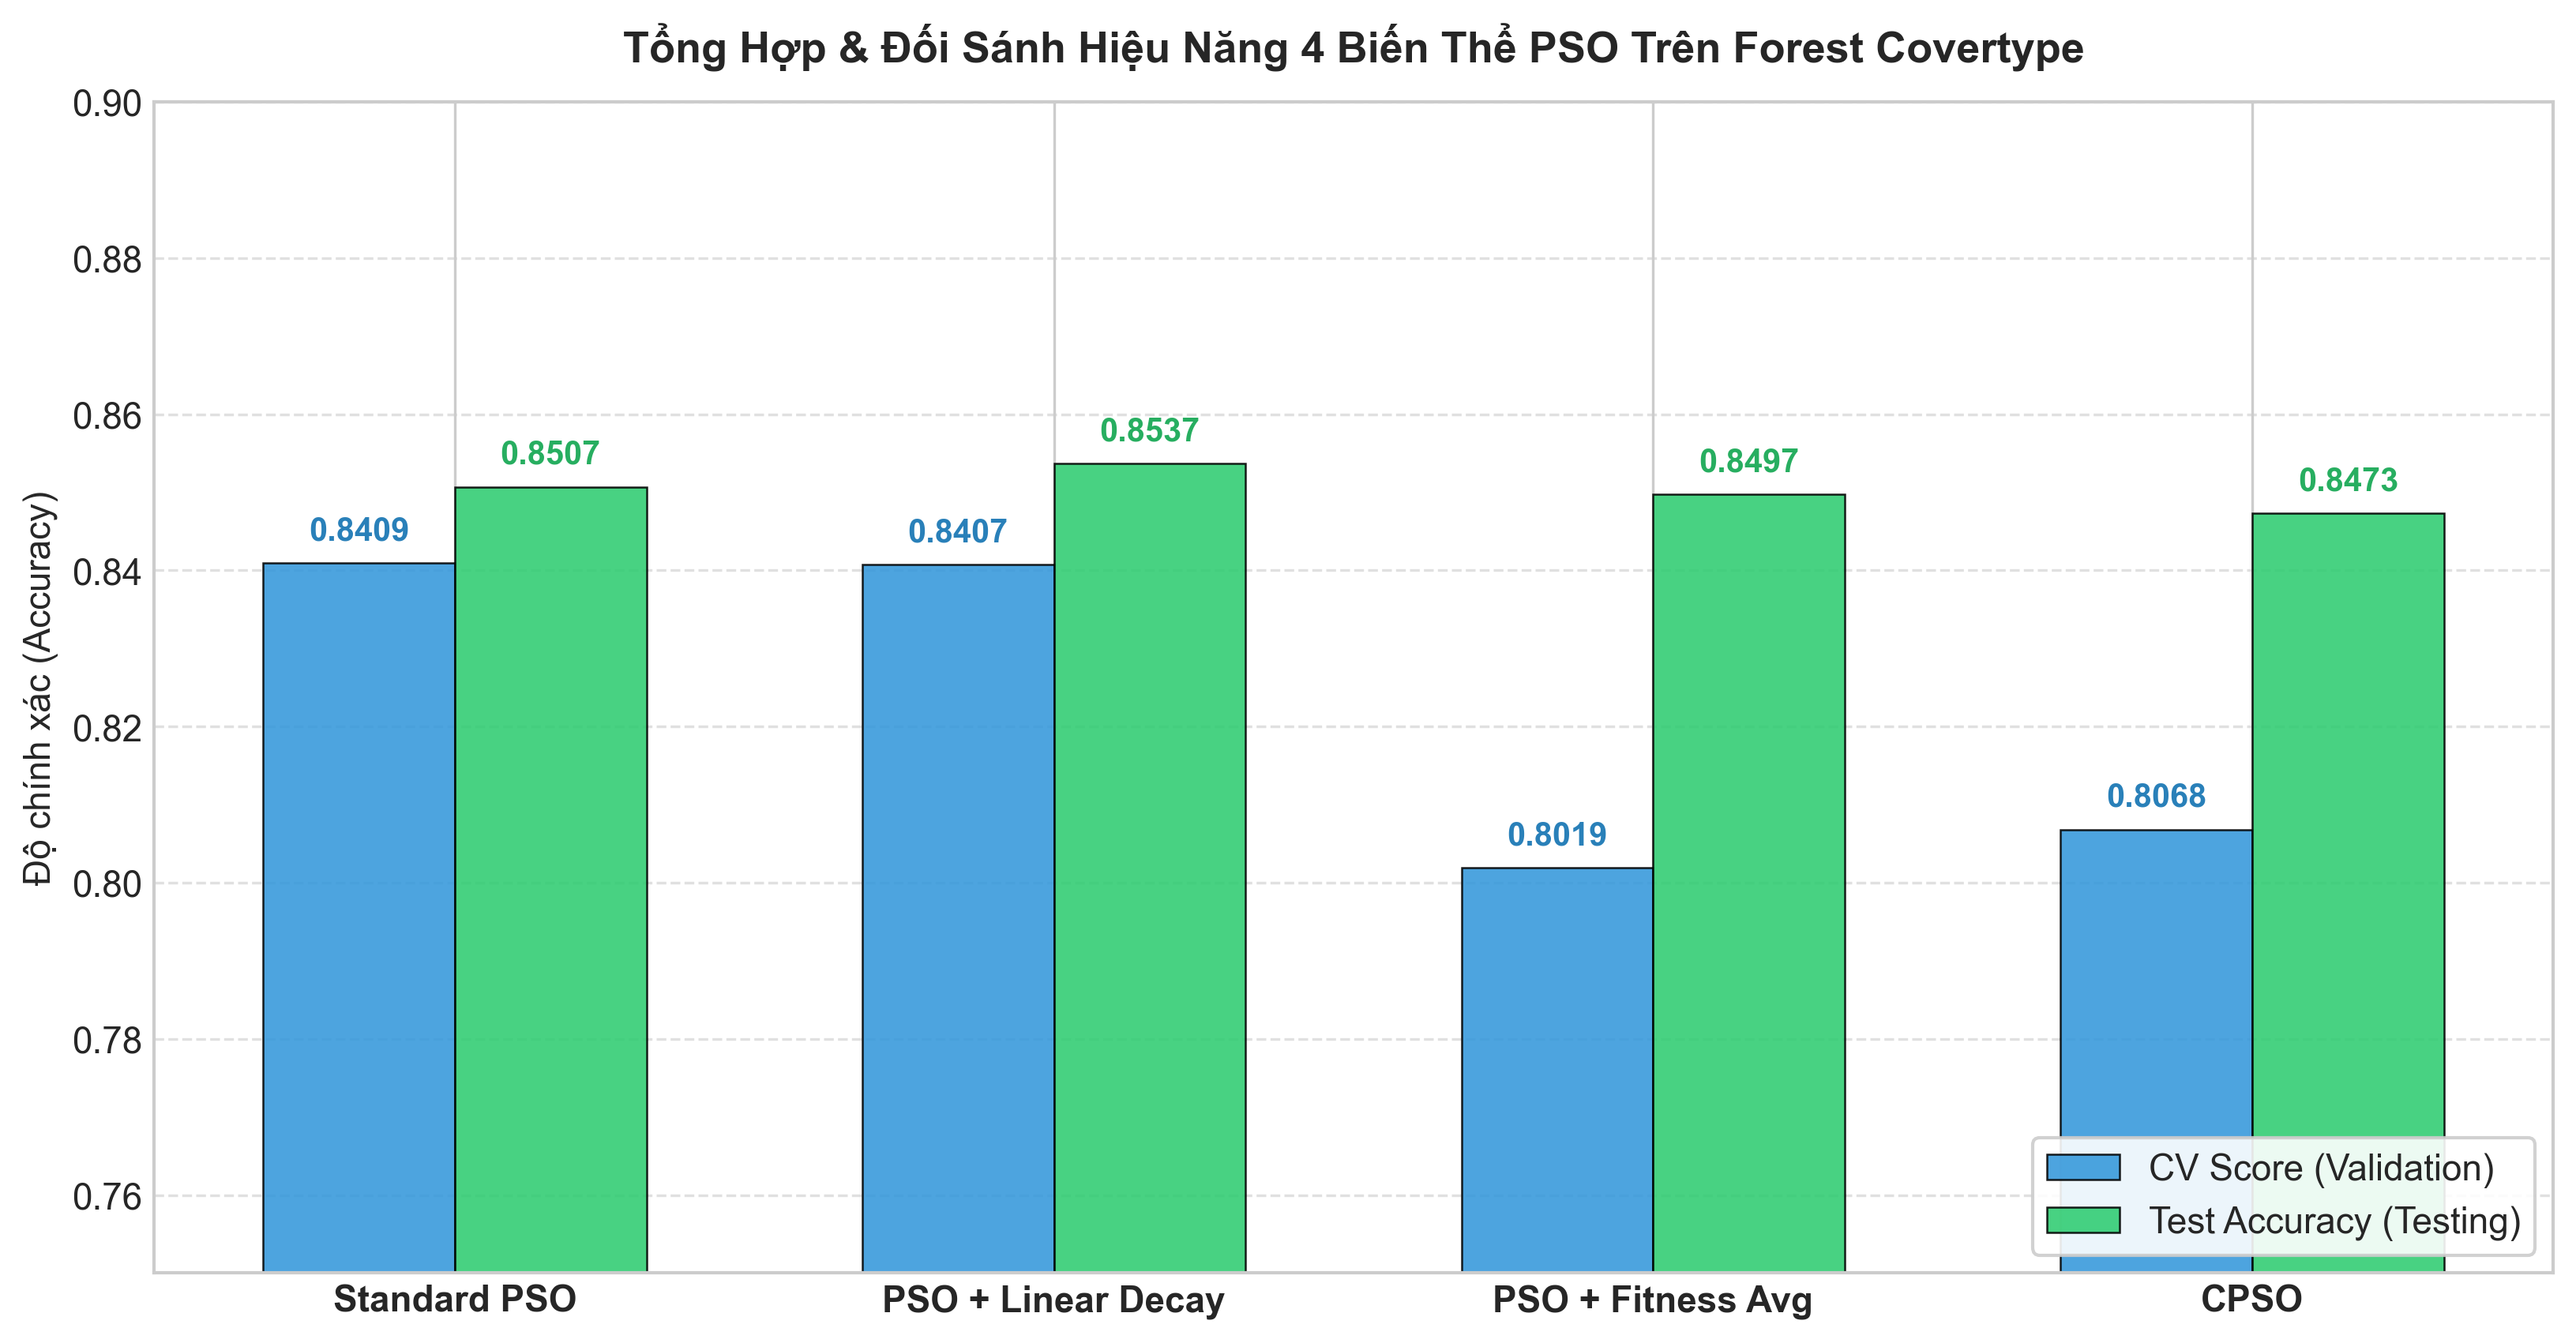 Tổng Hợp & Đối Sánh Hiệu Năng 4 Biến Thể PSO Trên Forest Covertype
Độ chính xác (Accuracy)
0.90
0.88
0.86
0.84
0.82
0.80
0.78
0.76
0.8409
0.8507
0.8407
0.8537
0.8019
0.8497
0.8068
0.8473
CV Score (Validation)
Test Accuracy (Testing)
Standard PSO
PSO + Linear Decay
PSO + Fitness Avg
CPSO